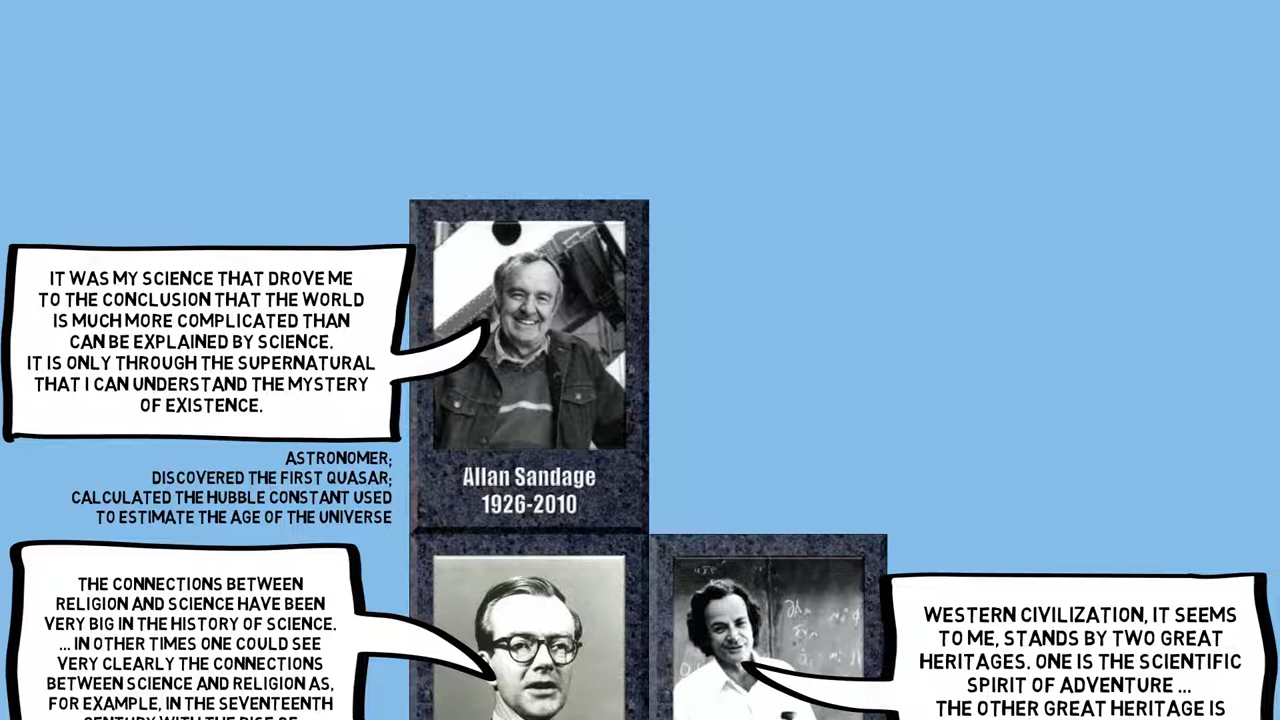 IT WAS MY SCIENCE THAT DROVE ME
TO THE CONCLUSION THAT THE WORLD
IS MUCH MORE COMPLICATED THAN
CAN BE EXPLAINED BY SCIENCE.
IT IS ONLY THROUGH THE SUPERNATURAL
THAT I CAN UNDERSTAND THE MYSTERY
OF EXISTENCE.
ASTRONOMER;
DISCOVERED THE FIRST QUASAR;
CALCULATED THE HUBBLE CONSTANT USED
TO ESTIMATE THE AGE OF THE UNIVERSE
Allan Sandage
1926-2010
THE CONNECTIONS BETWEEN
RELIGION AND SCIENCE HAVE BEEN
VERY BIG IN THE HISTORY OF SCIENCE.
... IN OTHER TIMES ONE COULD SEE
VERY CLEARLY THE CONNECTIONS
BETWEEN SCIENCE AND RELIGION AS,
FOR EXAMPLE, IN THE SEVENTEENTH
CENTURY WITH THE RISE OF
WESTERN CIVILIZATION, IT SEEMS
TO ME, STANDS BY TWO GREAT
HERITAGES. ONE IS THE SCIENTIFIC
SPIRIT OF ADVENTURE ...
THE OTHER GREAT HERITAGE IS